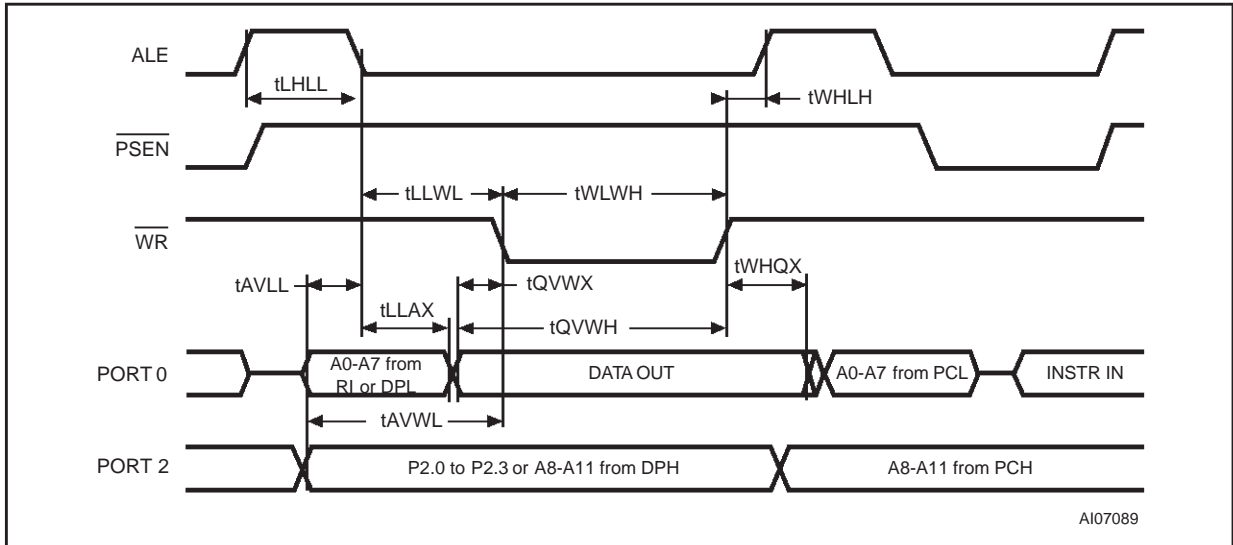 ALE
tLHLL
tWHLH
PSEN
tLLWL
tWLWH
WR
tWHQX
tAVLL
tQVWX
tLLAX
tQVWH
PORT 0
A0-A7 from
RI or DPL
DATA OUT
A0-A7 from PCL
INSTR IN
tAVWL
PORT 2
P2.0 to P2.3 or A8-A11 from DPH
A8-A11 from PCH
AI07089